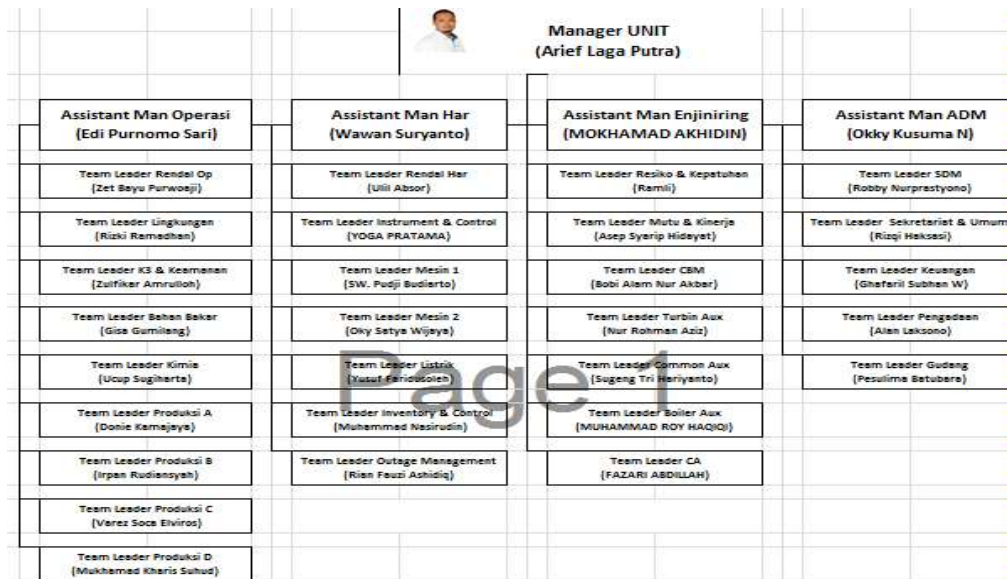 Manager UNIT
(Arief Laga Putra)
Assistant Man Operasi
(Edi Purnomo Sari)
Team Leader Rendal Op
(Zet Bayu Purwoaji)
Team Leader Lingkungan
(Rizki Ramadhan)
Team Leader K3 & Keamanan
(Zulfikar Amrulloh)
Team Leader Bahan Bakar
(Gisa Gumilang)
Team Leader Kimia
(Ucup Sugiharta)
Team Leader Produksi A
(Donie Kamajaya)
Team Leader Produksi B
(Irpan Rudiansyah)
Team Leader Produksi C
(Varez Soca Elviros)
Team Leader Produksi D
(Mukhamad Kharis Suhud)
Assistant Man Har
(Wawan Suryanto)
Team Leader Rendal Har
(Ulil Absor)
Team Leader Instrument & Control
(YOGA PRATAMA)
Team Leader Mesin 1
(SW. Pudji Budiarto)
Team Leader Mesin 2
(Oky Satya Wijaya)
Team Leader Listrik
(Yusuf
Team Leader Inventory & Control
(Muhammad Nasirudin)
Team Leader Outage Management
(Rian Fauzi Ashidiq)
Assistant Man Enjiniring
(MOKHAMAD AKHIDIN)
Team Leader Resiko & Kepatuhan
(Ramli)
Team Leader Mutu & Kinerja
(Asep Syarip Hidayat)
Team Leader CBM
(Bobi Alam Nur Akbar)
Team Leader Turbin Aux
(Nur Rohman Aziz)
Team Leader Common Aux
(Sugeng Tri Hariyanto)
Team Leader Boiler Aux
(MUHAMMAD ROY HAQIQI)
Team Leader CA
(FAZARI ABDILLAH)
Assistant Man ADM
(Okky Kusuma N)
Team Leader SDM
(Robby Nurprastyono)
Team Leader Sekretariat & Umum
(Rizqi Haksasi)
Team Leader Keuangan
(Ghafaril Subhan W)
Team Leader Pengadaan
(Alan Laksono)
Team Leader Gudang
(Pesulima Batubara)
Page 1